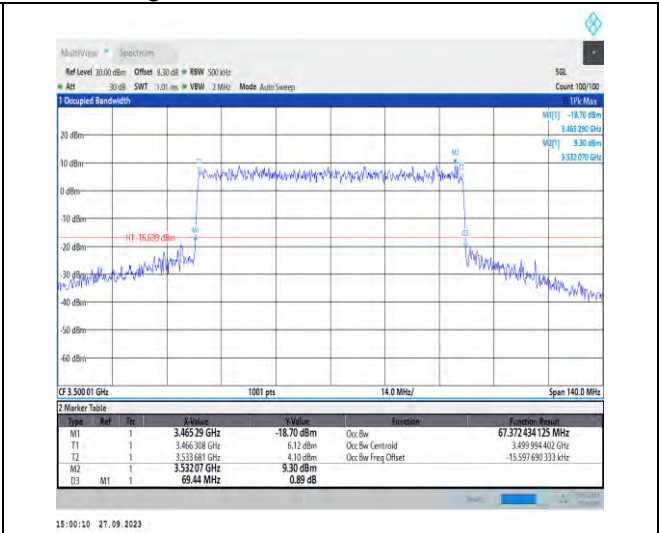 MultiView Spectrum
Ref Level 30.00 dBm Offset 8.30 dB RBW 500 kHz SGL
Att 30 dB SWT 1.01 ms VBW 2 MHz Mode Auto Sweep Count 100/100
1 Occupied Bandwidth 1Pk Max
M1[1] -18.70 dBm
3.465 290 GHz
M2[1] 9.30 dBm
3.532 070 GHz
20 dBm
10 dBm
M2
T1
T2
0 dBm
-10 dBm
M1
D3
H1 -16.699 dBm
-20 dBm
-30 dBm
-40 dBm
-50 dBm
-60 dBm
CF 3.500 01 GHz 1001 pts 14.0 MHz/ Span 140.0 MHz
2 Marker Table
Type Ref Trc X-Value Y-Value Function Function Result
M1 1 3.465 29 GHz -18.70 dBm Occ Bw 67.372 434 125 MHz
T1 1 3.466 308 GHz 6.12 dBm Occ Bw Centroid 3.499 994 402 GHz
T2 1 3.533 681 GHz 4.10 dBm Occ Bw Freq Offset -15.597 690 333 kHz
M2 1 3.532 07 GHz 9.30 dBm
D3 M1 1 69.44 MHz 0.89 dB
15:00:10 27.09.2023